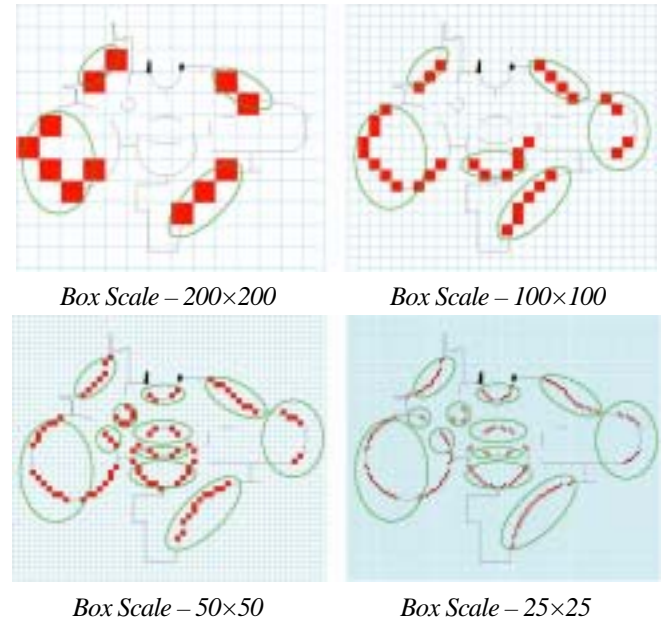 Box Scale – 200×200
Box Scale – 100×100
Box Scale – 50×50
Box Scale – 25×25